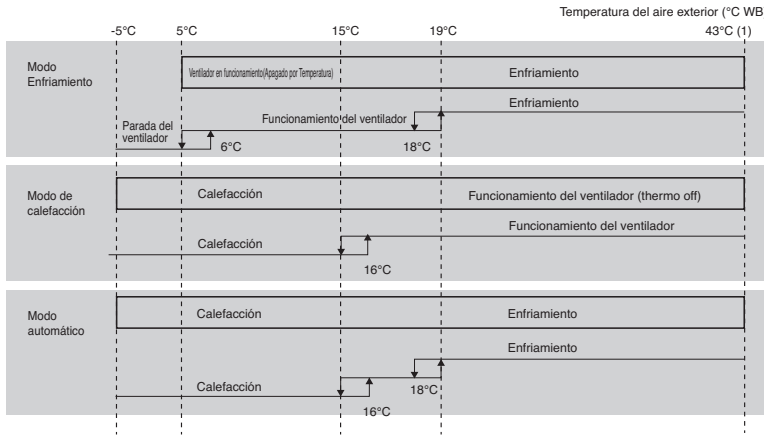 Temperatura del aire exterior (°C WB
-5°C 5°C 15°C 19°C 43°C (1)
Modo
Enfriamiento
Ventilador en funcionamiento(Apagado por Temperatura)
Enfriamiento
Enfriamiento
Funcionamiento del ventilador
Parada del
ventilador
6°C
18°C
Modo de
calefacción
Calefacción
Funcionamiento del ventilador (thermo off)
Funcionamiento del ventilador
Calefacción
16°C
Modo
automático
Calefacción
Enfriamiento
Enfriamiento
Calefacción
18°C
16°C